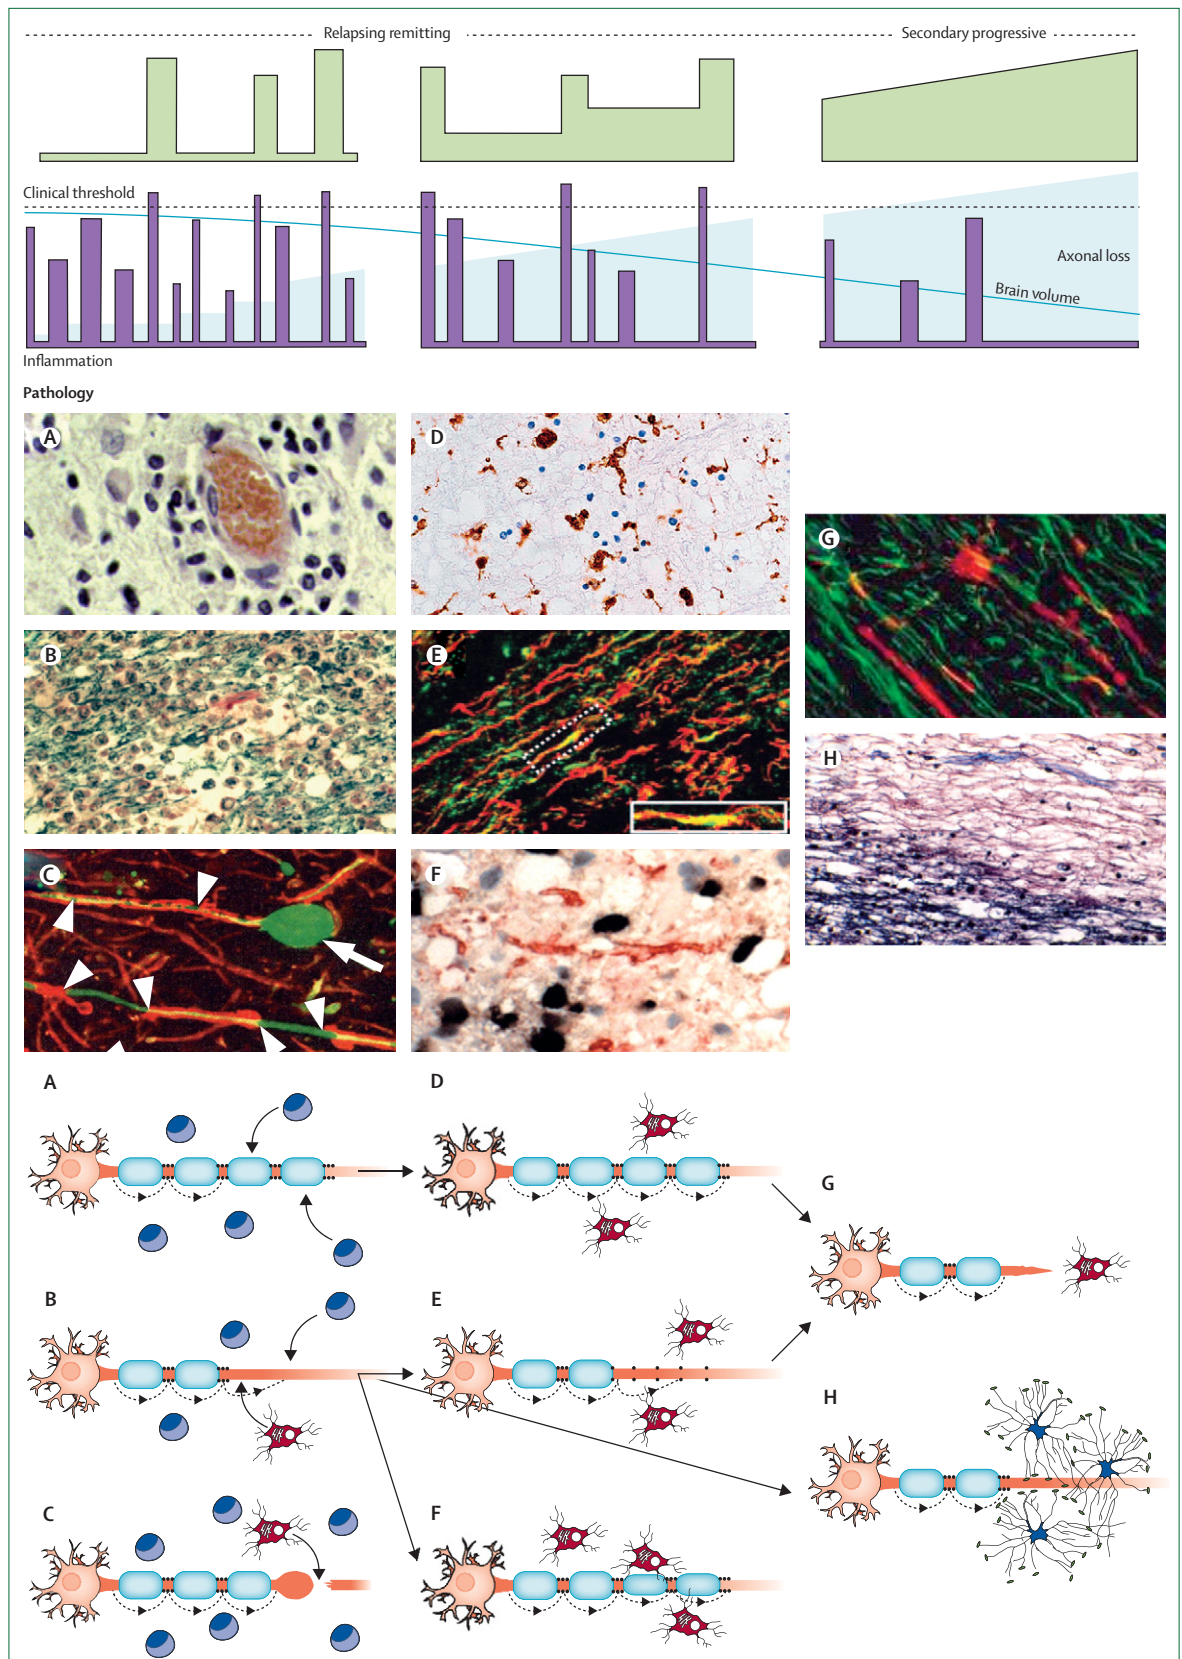 Relapsing remitting
Secondary progressive
Clinical threshold
Axonal loss
Brain volume
Inflammation
Pathology
A
D
G
B
E
H
C
F
A
D
G
B
E
H
C
F